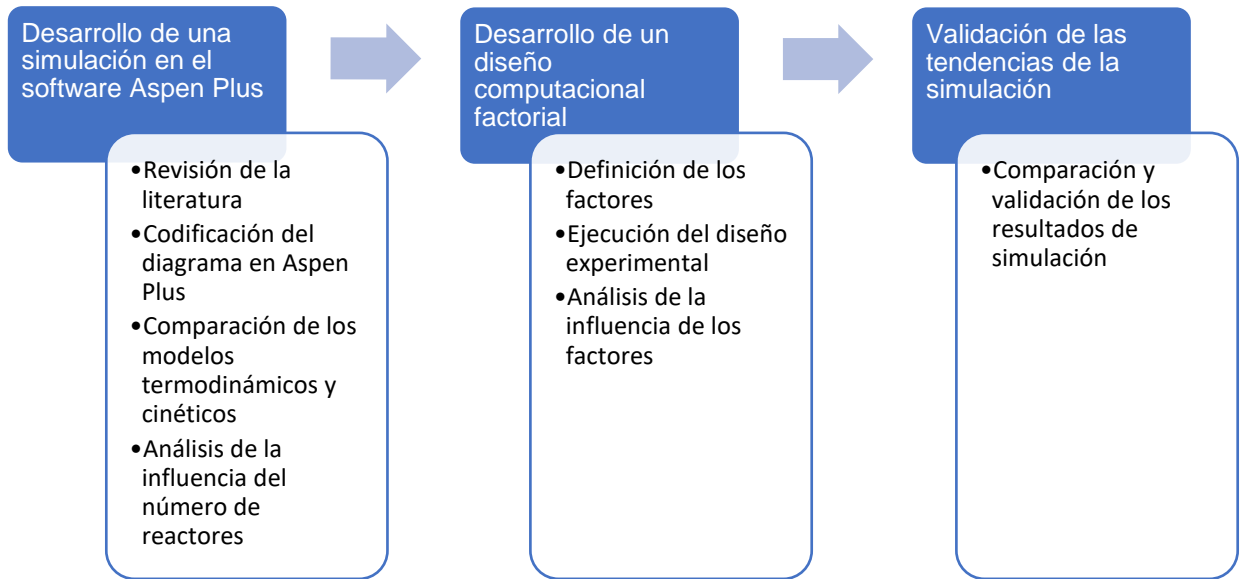 Desarrollo de una
simulación en el
software Aspen Plus
•Revisión de la
literatura
•Codificación del
diagrama en Aspen
Plus
•Comparación de los
modelos
termodinámicos y
cinéticos
•Análisis de la
influencia del
número de
reactores
Desarrollo de un
diseño
computacional
factorial
•Definición de los
factores
•Ejecución del diseño
experimental
•Análisis de la
influencia de los
factores
Validación de las
tendencias de la
simulación
•Comparación y
validación de los
resultados de
simulación